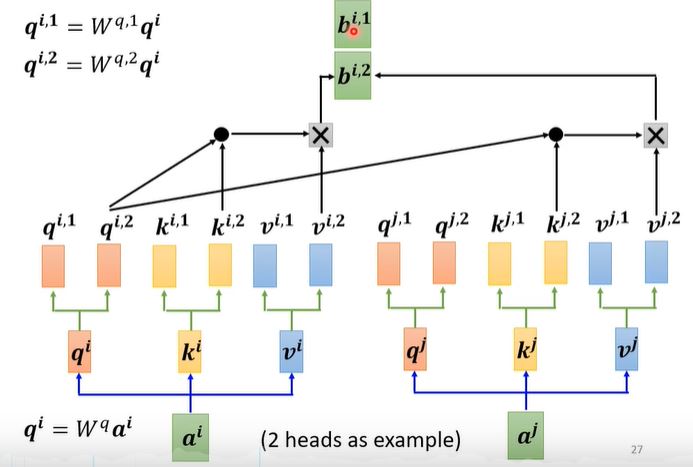 q^{i,1} = W^{q,1}q^i
q^{i,2} = W^{q,2}q^i
b^{i,1}
b^{i,2}
q^{i,1} q^{i,2} k^{i,1} k^{i,2} v^{i,1} v^{i,2} q^{j,1} q^{j,2} k^{j,1} k^{j,2} v^{j,1} v^{j,2}
q^i k^i v^i q^j k^j v^j
q^i = W^q a^i
a^i
(2 heads as example)
a^j
27